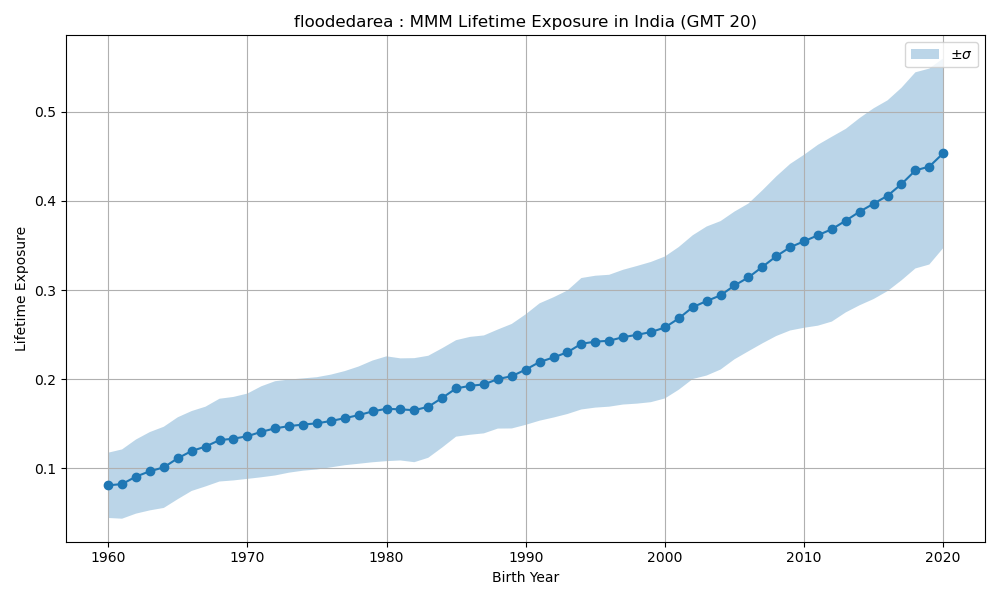 floodedarea : MMM Lifetime Exposure in India (GMT 20)
±σ
Lifetime Exposure
0.5
0.4
0.3
0.2
0.1
1960 1970 1980 1990 2000 2010 2020
Birth Year